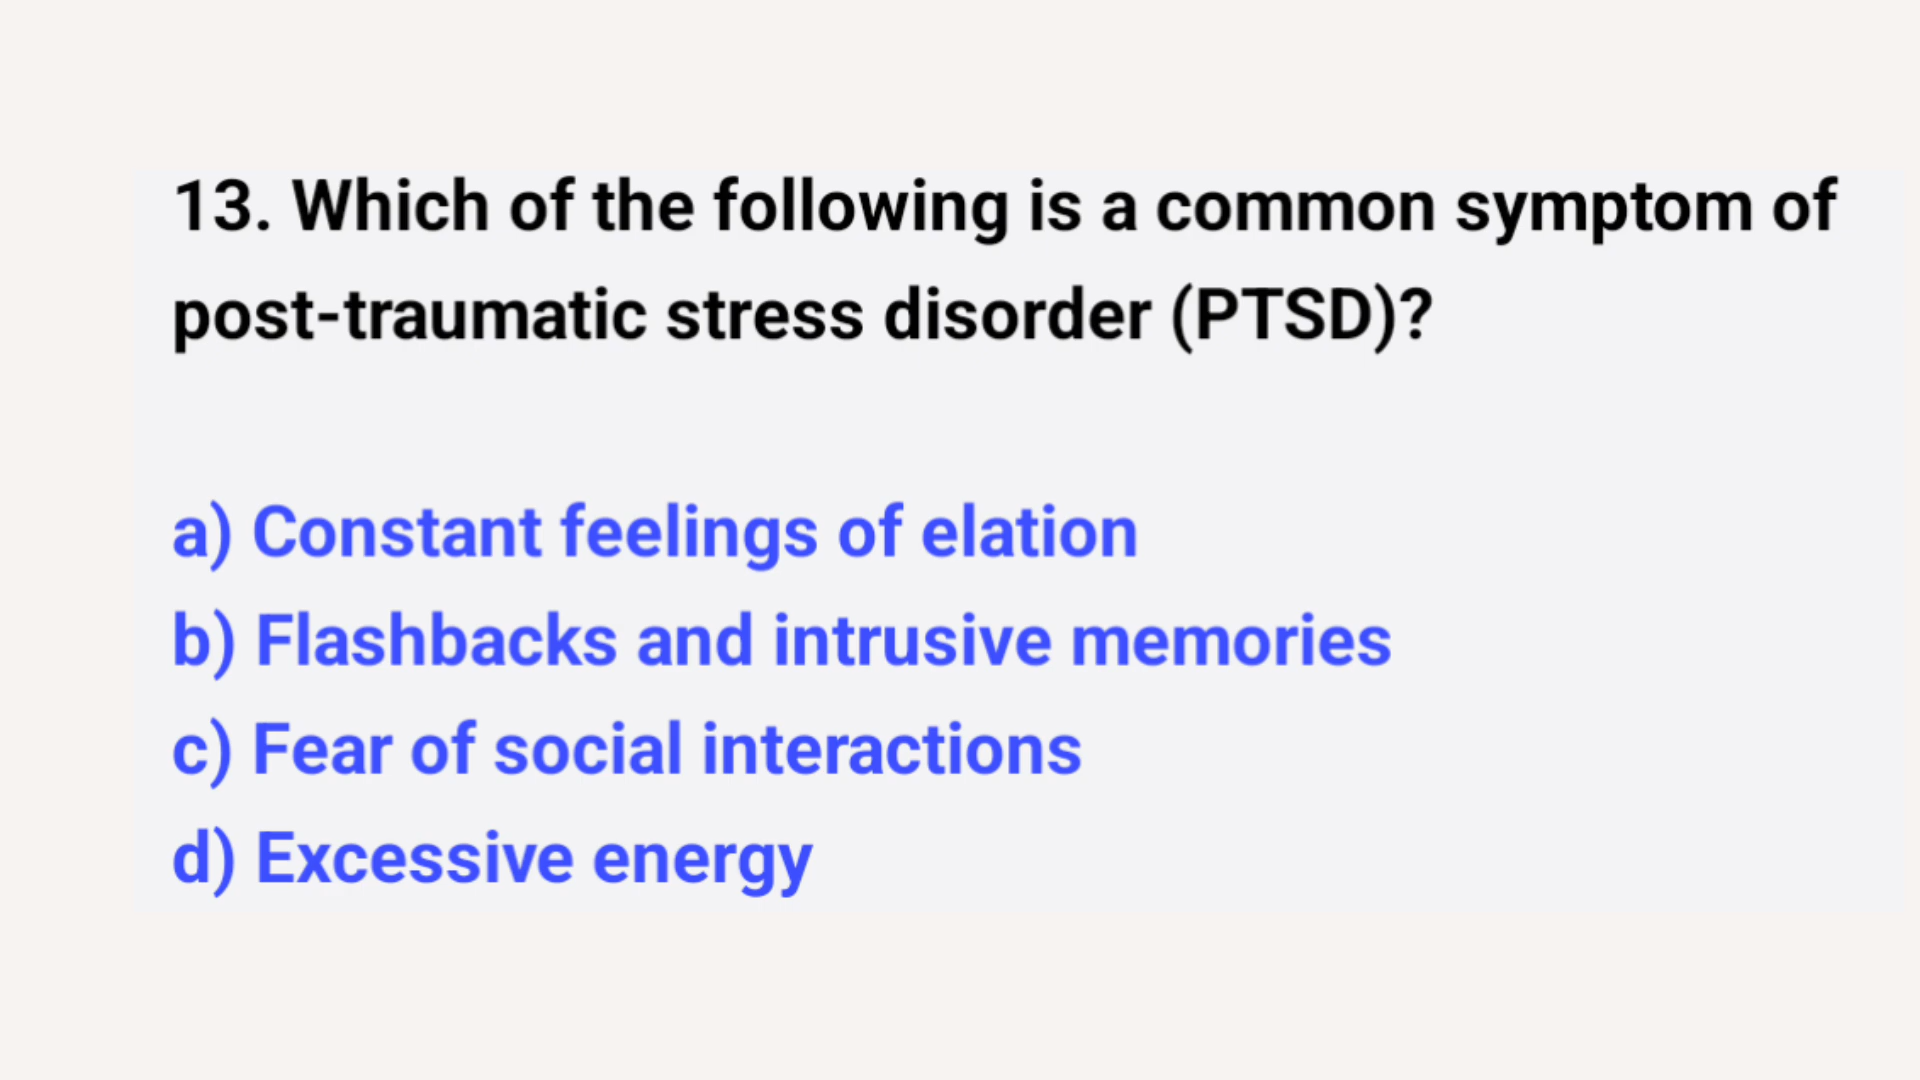 13. Which of the following is a common symptom of
post-traumatic stress disorder (PTSD)?
a) Constant feelings of elation
b) Flashbacks and intrusive memories
c) Fear of social interactions
d) Excessive energy